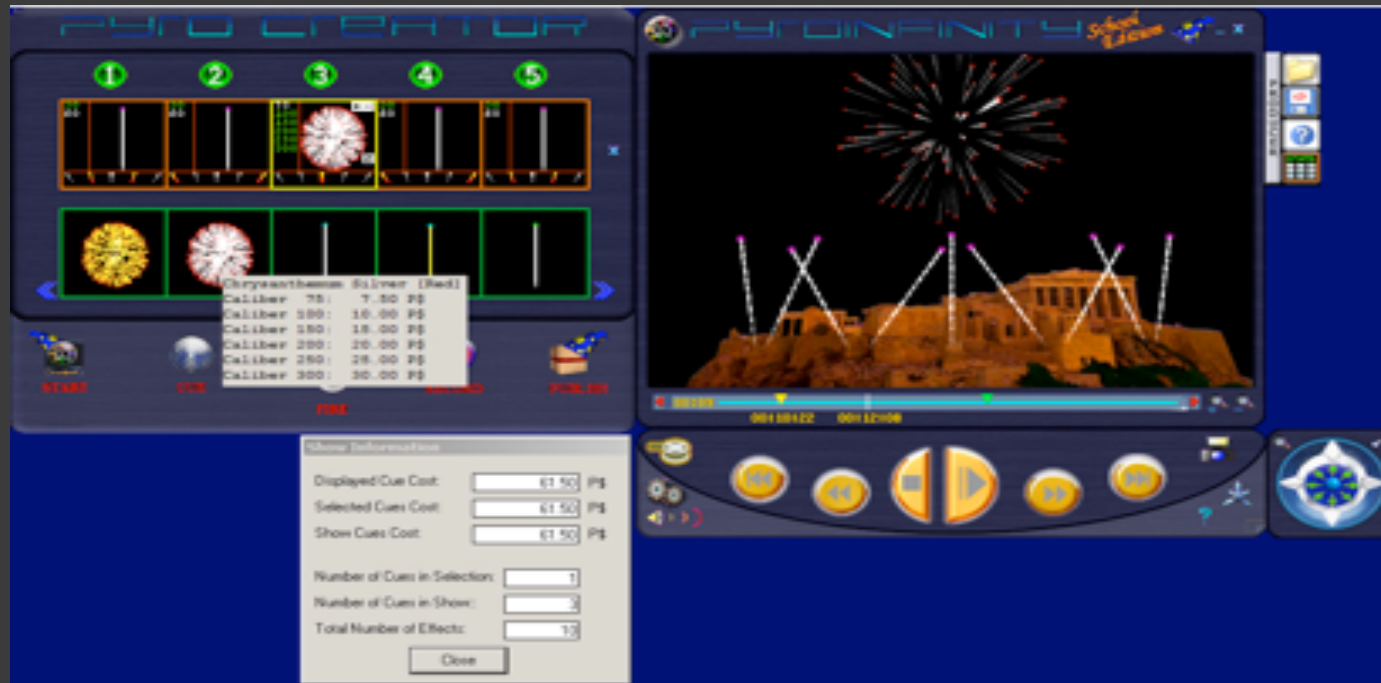 PYRO CREATOR
PYROINFINITY School License
1 2 3 4 5
Chrysanthemum Silver [Red]
Caliber 75: 7.50 P$
Caliber 100: 10.00 P$
Caliber 150: 15.00 P$
Caliber 200: 20.00 P$
Caliber 250: 25.00 P$
Caliber 300: 30.00 P$
START CUE FIRE RECORD PUBLISH
00:10:22 00:12:08
Show Information
Displayed Cue Cost: 61.50 P$
Selected Cues Cost: 61.50 P$
Show Cues Cost: 61.50 P$
Number of Cues in Selection: 1
Number of Cues in Show: 3
Total Number of Effects: 10
Close